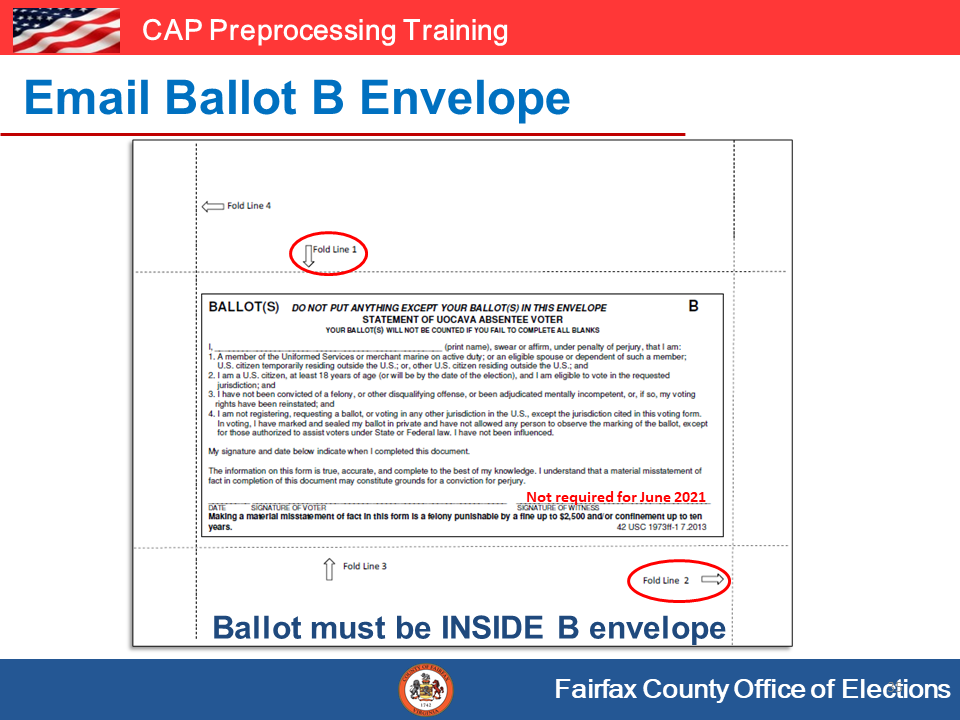 CAP Preprocessing Training
Email Ballot B Envelope
Fold Line 4
Fold Line 1
BALLOT(S) DO NOT PUT ANYTHING EXCEPT YOUR BALLOT(S) IN THIS ENVELOPE B
STATEMENT OF UOCAVA ABSENTEE VOTER
YOUR BALLOT(S) WILL NOT BE COUNTED IF YOU FAIL TO COMPLETE ALL BLANKS
I, (print name), swear or affirm, under penalty of perjury, that I am:
1. A member of the Uniformed Services or merchant marine on active duty; or an eligible spouse or dependent of such a member;
U.S. citizen temporarily residing outside the U.S.; or, other U.S. citizen residing outside the U.S.; and
2. I am a U.S. citizen, at least 18 years of age (or will be by the date of the election), and I am eligible to vote in the requested
jurisdiction; and
3. I have not been convicted of a felony, or other disqualifying offense, or been adjudicated mentally incompetent, or, if so, my voting
rights have been reinstated; and
4. I am not registering, requesting a ballot, or voting in any other jurisdiction in the U.S., except the jurisdiction cited in this voting form.
In voting, I have marked and sealed my ballot in private and have not allowed any person to observe the marking of the ballot, except
for those authorized to assist voters under State or Federal law. I have not been influenced.
My signature and date below indicate when I completed this document.
The information on this form is true, accurate, and complete to the best of my knowledge. I understand that a material misstatement of
fact in completion of this document may constitute grounds for a conviction for perjury.
Not required for June 2021
DATE SIGNATURE OF VOTER SIGNATURE OF WITNESS
Making a material misstatement of fact in this form is a felony punishable by a fine up to $2,500 and/or confinement up to ten
years. 42 USC 1973ff-1 7.2013
Fold Line 3
Fold Line 2
Ballot must be INSIDE B envelope
COUNTY OF FAIRFAX
1742
VIRGINIA
Fairfax County Office of Elections